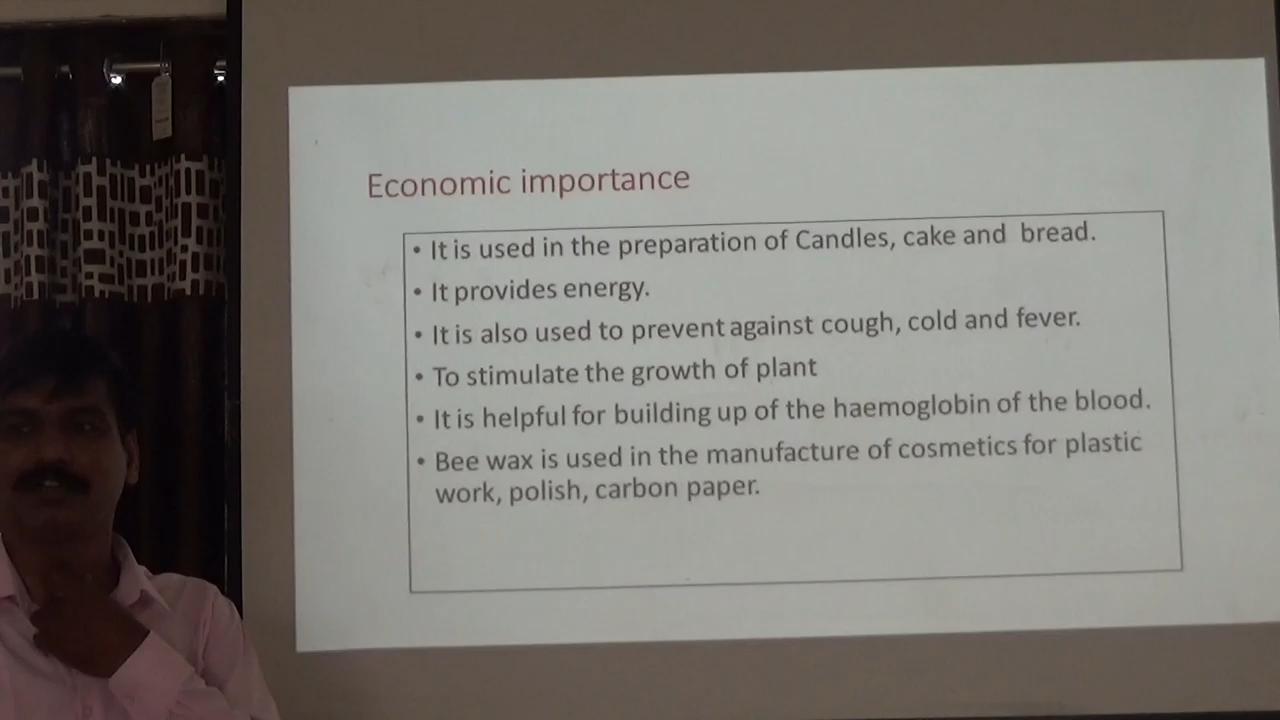 Economic importance
• It is used in the preparation of Candles, cake and bread.
• It provides energy.
• It is also used to prevent against cough, cold and fever.
• To stimulate the growth of plant
• It is helpful for building up of the haemoglobin of the blood.
• Bee wax is used in the manufacture of cosmetics for plastic
work, polish, carbon paper.